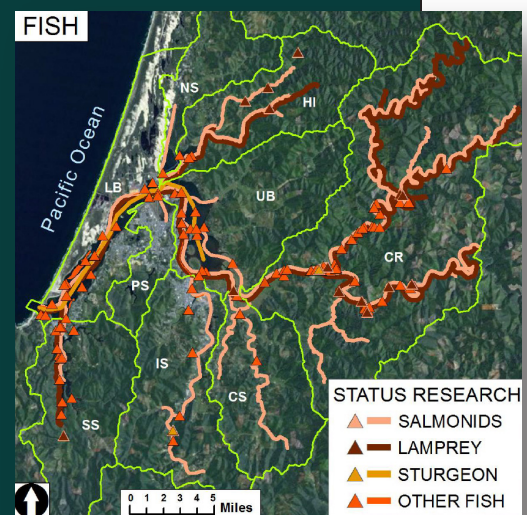 FISH
NS
HI
Pacific Ocean
LB
UB
CR
PS
IS
CS
SS
STATUS RESEARCH
SALMONIDS
LAMPREY
STURGEON
OTHER FISH
0 1 2 3 4 5
Miles